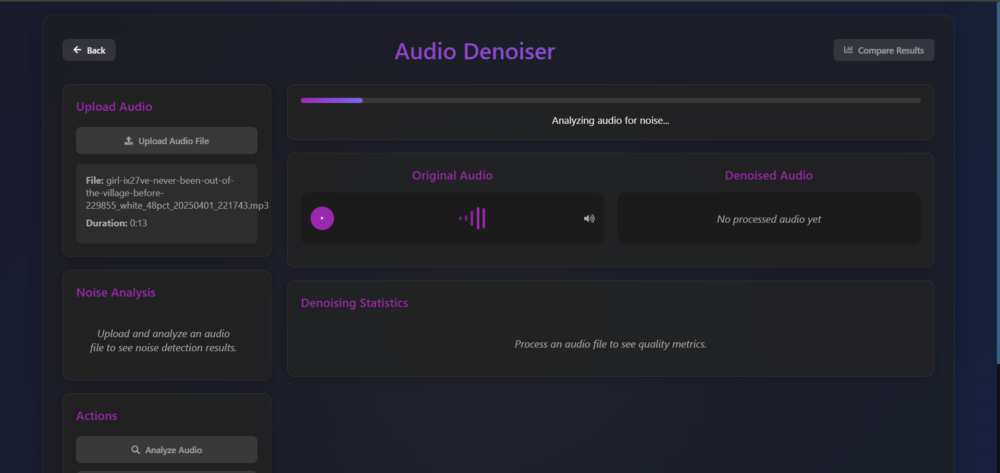 Back
Audio Denoiser
Compare Results
Upload Audio
Upload Audio File
File: girl-ix27ve-never-been-out-of-
the-village-before-
229855_white_48pct_20250401_221743.mp3
Duration: 0:13
Noise Analysis
Upload and analyze an audio
file to see noise detection results.
Actions
Analyze Audio
Analyzing audio for noise...
Original Audio
Denoised Audio
No processed audio yet
Denoising Statistics
Process an audio file to see quality metrics.